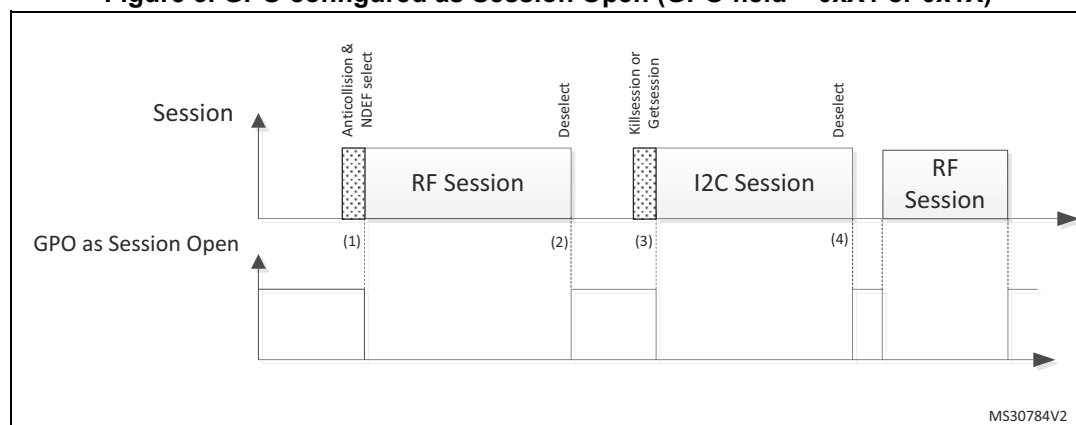 Anticollision &
NDEF select
Deselect
Killsession or
Getsession
Deselect
Session
RF Session
I2C Session
RF
Session
(1)
(2)
(3)
(4)
GPO as Session Open
MS30784V2